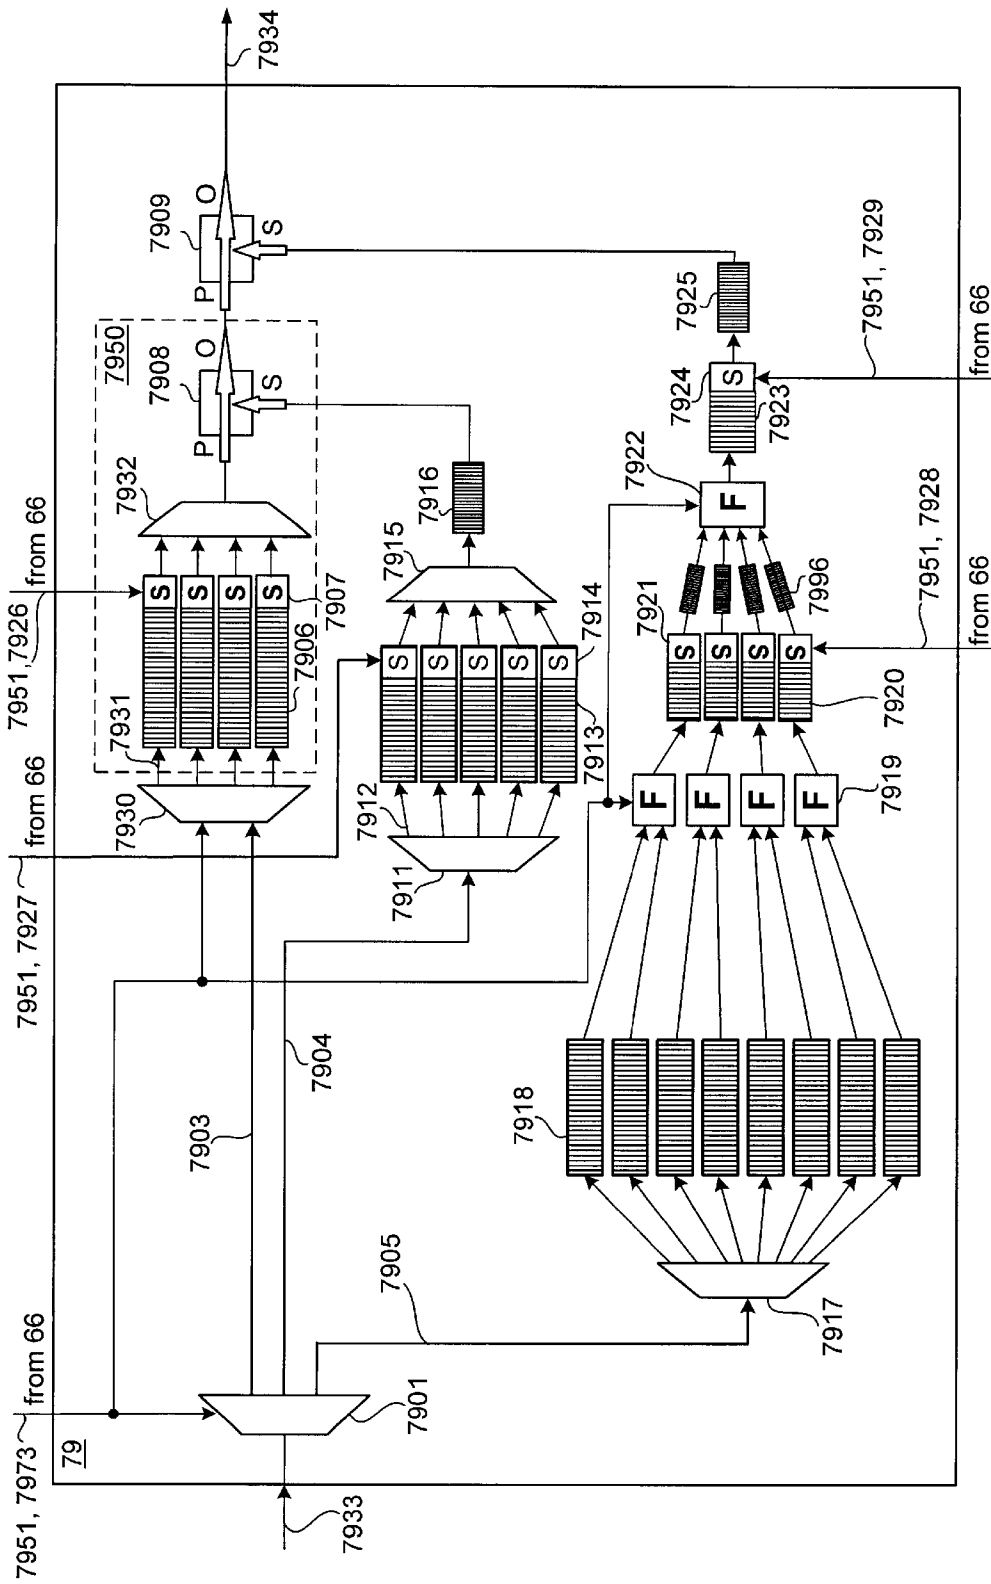 7934
7909
O
S
P
7950
7908
O
S
P
7932
S
S
S
S
7907
7906
7931
7930
7951, 7926
from 66
7951, 7927
from 66
7916
7915
S
S
S
S
S
7914
7913
7912
7911
7925
7951, 7929
from 66
7924
S
7923
7922
F
7996
7921
S
S
S
S
7920
7951, 7928
from 66
F
F
F
F
7919
7918
7917
7903
7904
7905
7901
7951, 7973
from 66
79
7933